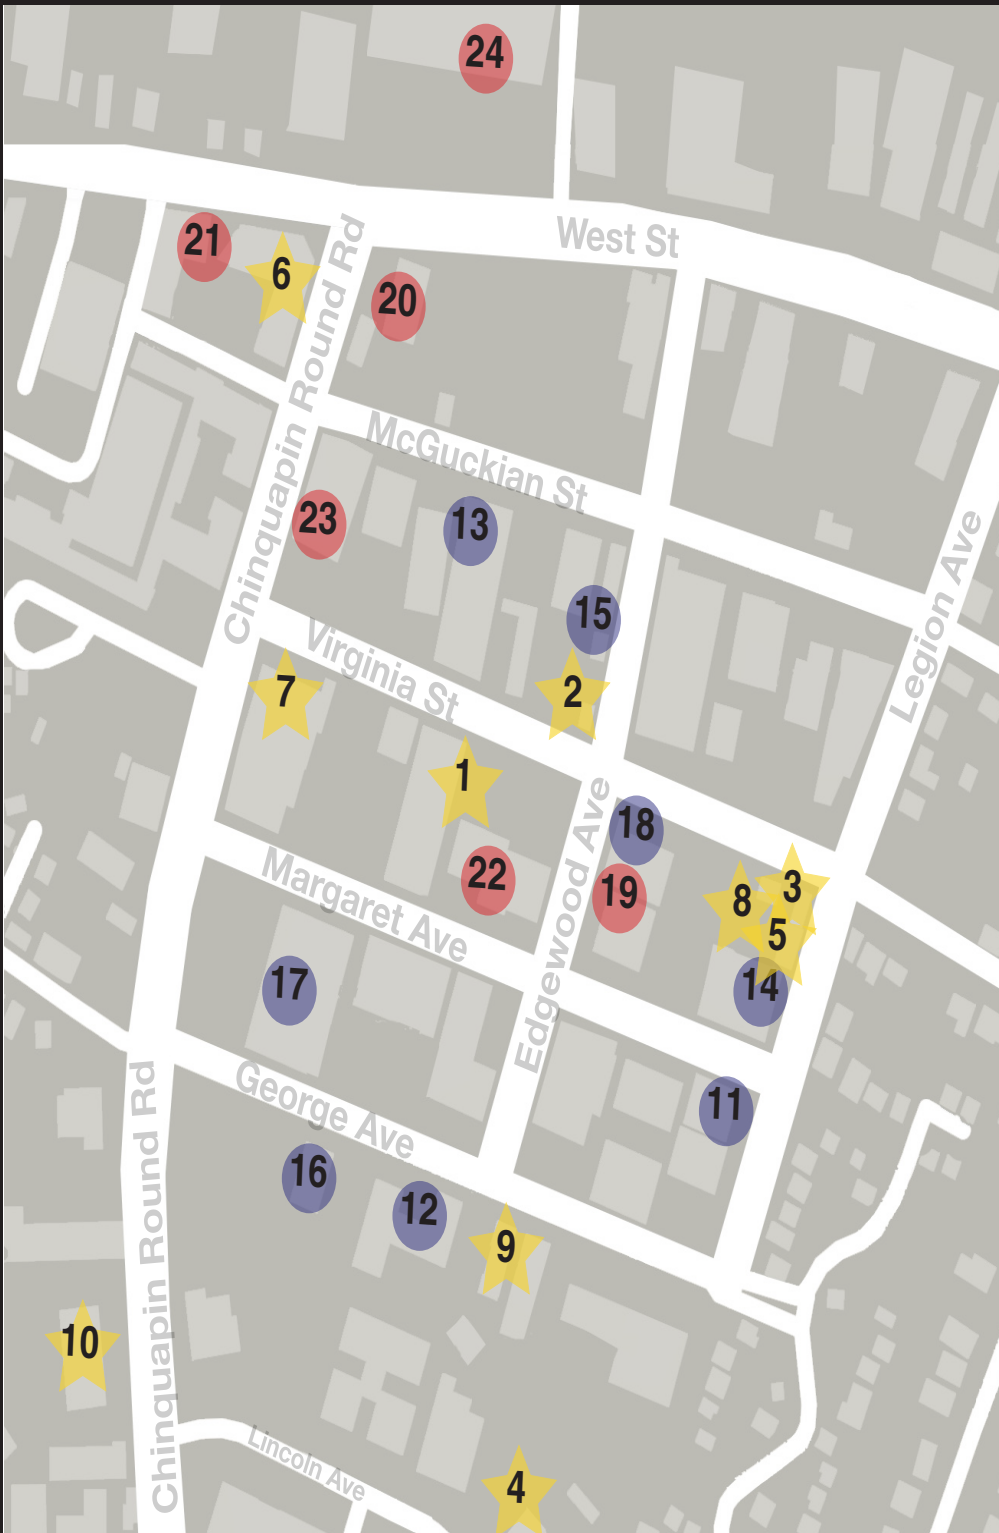 24
West St
21
6
20
Chinquapin Round Rd
McGuckian St
23
13
Legion Ave
15
Virginia St
7
2
1
18
Edgewood Ave
22
19
8
3
5
Margaret Ave
17
14
George Ave
11
16
12
9
Chinquapin Round Rd
10
Lincoln Ave
4